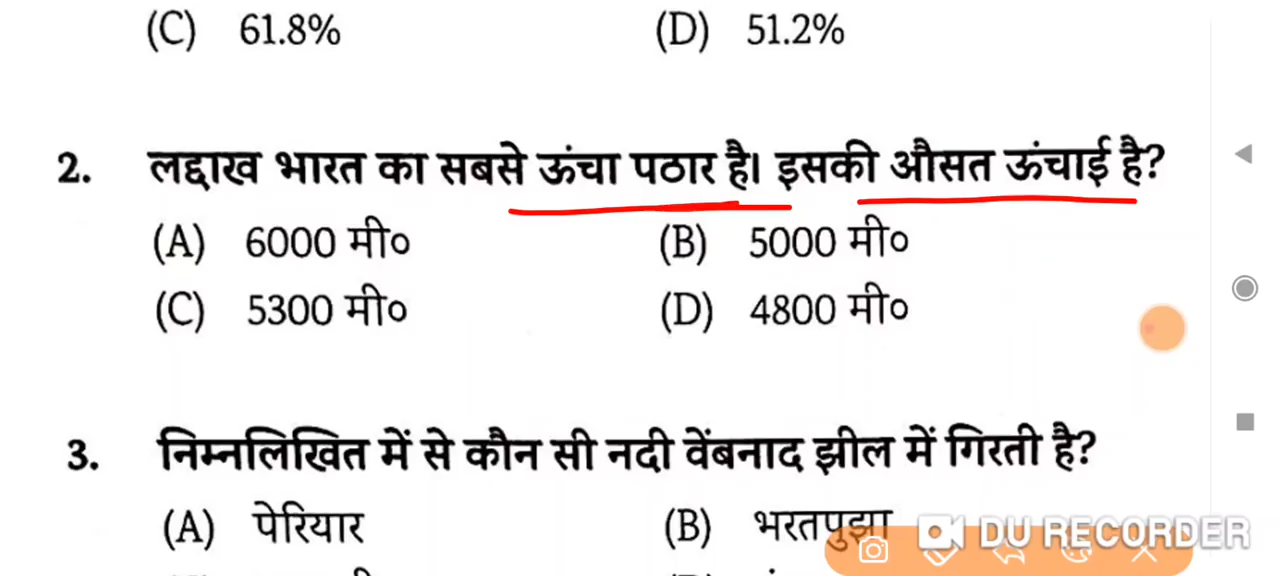 (C) 61.8% (D) 51.2%
2. लद्दाख भारत का सबसे ऊंचा पठार है। इसकी औसत ऊंचाई है?
(A) 6000 मी० (B) 5000 मी०
(C) 5300 मी० (D) 4800 मी०
3. निम्नलिखित में से कौन सी नदी वेंबनाद झील में गिरती है?
(A) पेरियार (B) भरतपुझा
DU RECORDER